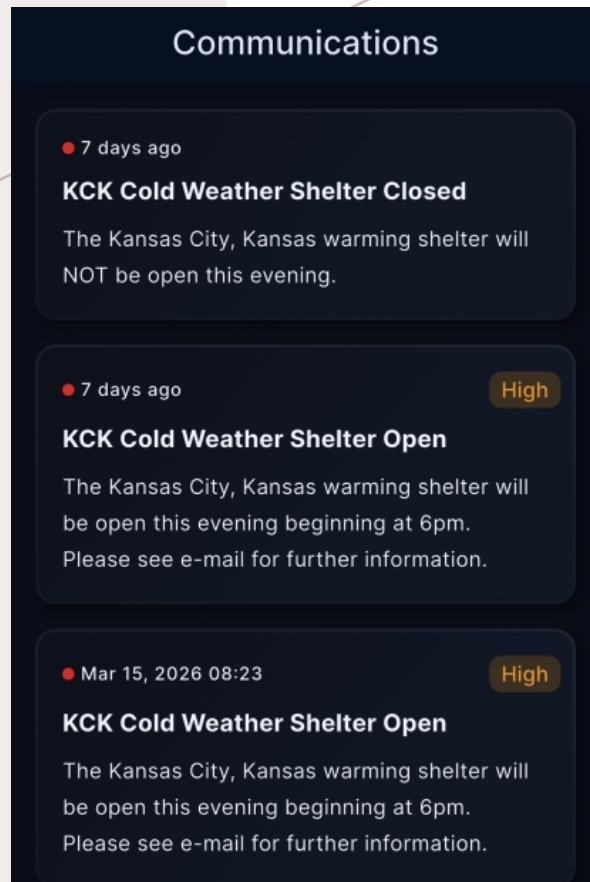 Communications
7 days ago
KCK Cold Weather Shelter Closed
The Kansas City, Kansas warming shelter will
NOT be open this evening.
7 days ago
High
KCK Cold Weather Shelter Open
The Kansas City, Kansas warming shelter will
be open this evening beginning at 6pm.
Please see e-mail for further information.
Mar 15, 2026 08:23
High
KCK Cold Weather Shelter Open
The Kansas City, Kansas warming shelter will
be open this evening beginning at 6pm.
Please see e-mail for further information.